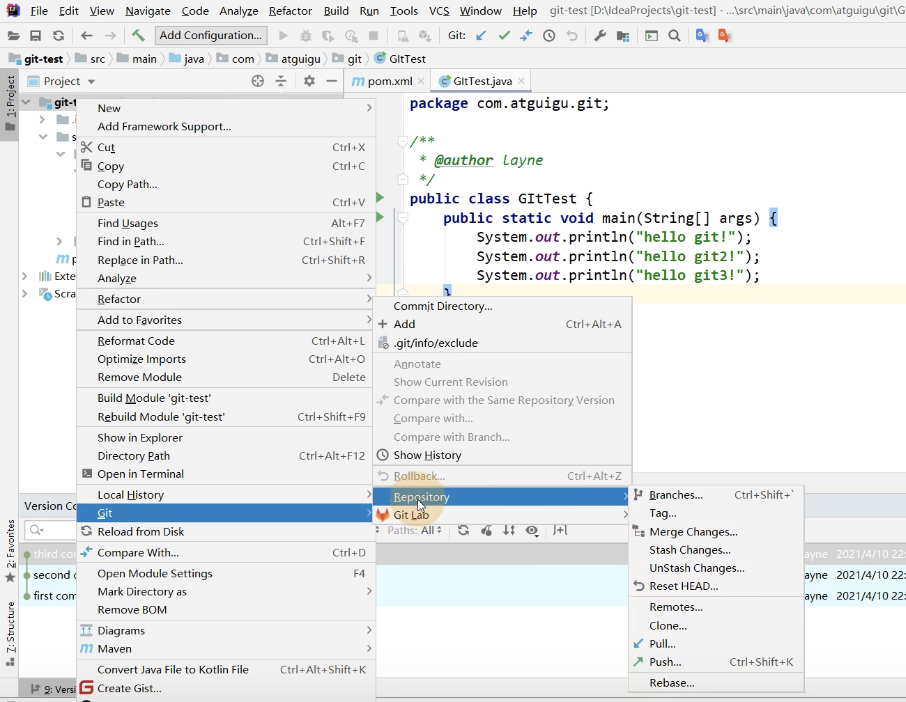 File Edit View Navigate Code Analyze Refactor Build Run Tools VCS Window Help git-test [D:\IdeaProjects\git-test] - ...\src\main\java\com\atguigu\git\G
Add Configuration... Git:
git-test src main java com atguigu git GItTest
1: Project
Project
pom.xml GItTest.java
git-t
New
Add Framework Support...
Cut Ctrl+X
Copy Ctrl+C
Copy Path...
Paste Ctrl+V
Find Usages Alt+F7
Find in Path... Ctrl+Shift+F
Replace in Path... Ctrl+Shift+R
Analyze
Refactor
Add to Favorites
Reformat Code Ctrl+Alt+L
Optimize Imports Ctrl+Alt+O
Remove Module Delete
Build Module 'git-test'
Rebuild Module 'git-test' Ctrl+Shift+F9
Show in Explorer
Directory Path Ctrl+Alt+F12
Open in Terminal
Local History
Git
Reload from Disk
Compare With... Ctrl+D
Open Module Settings F4
Mark Directory as
Remove BOM
Diagrams
Maven
Convert Java File to Kotlin File Ctrl+Alt+Shift+K
Create Gist...
package com.atguigu.git;
/**
* @author layne
*/
public class GItTest {
public static void main(String[] args) {
System.out.println("hello git!");
System.out.println("hello git2!");
System.out.println("hello git3!");
}
Commit Directory...
Add Ctrl+Alt+A
.git/info/exclude
Annotate
Show Current Revision
Compare with the Same Repository Version
Compare with...
Compare with Branch...
Show History
Rollback... Ctrl+Alt+Z
Repository
Git Lab
Branches... Ctrl+Shift+`
Tag...
Merge Changes...
Stash Changes...
UnStash Changes...
Reset HEAD...
Remotes...
Clone...
Pull...
Push... Ctrl+Shift+K
Rebase...
Exte
Scra
Version Co
Paths: All
third co ayne 2021/4/10 22:
second c ayne 2021/4/10 22:
first com ayne 2021/4/10 22:
2: Favorites
Z: Structure
9: Versi